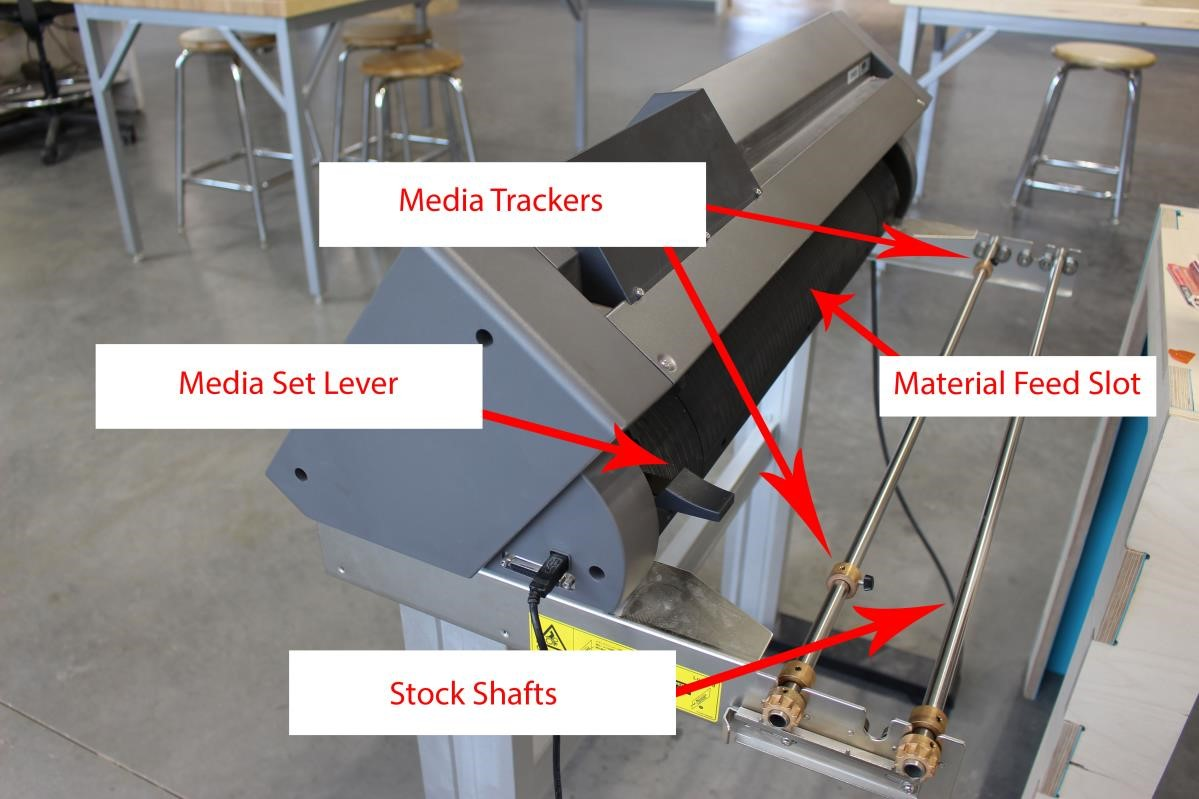 Media Trackers
Media Set Lever
Material Feed Slot
Stock Shafts